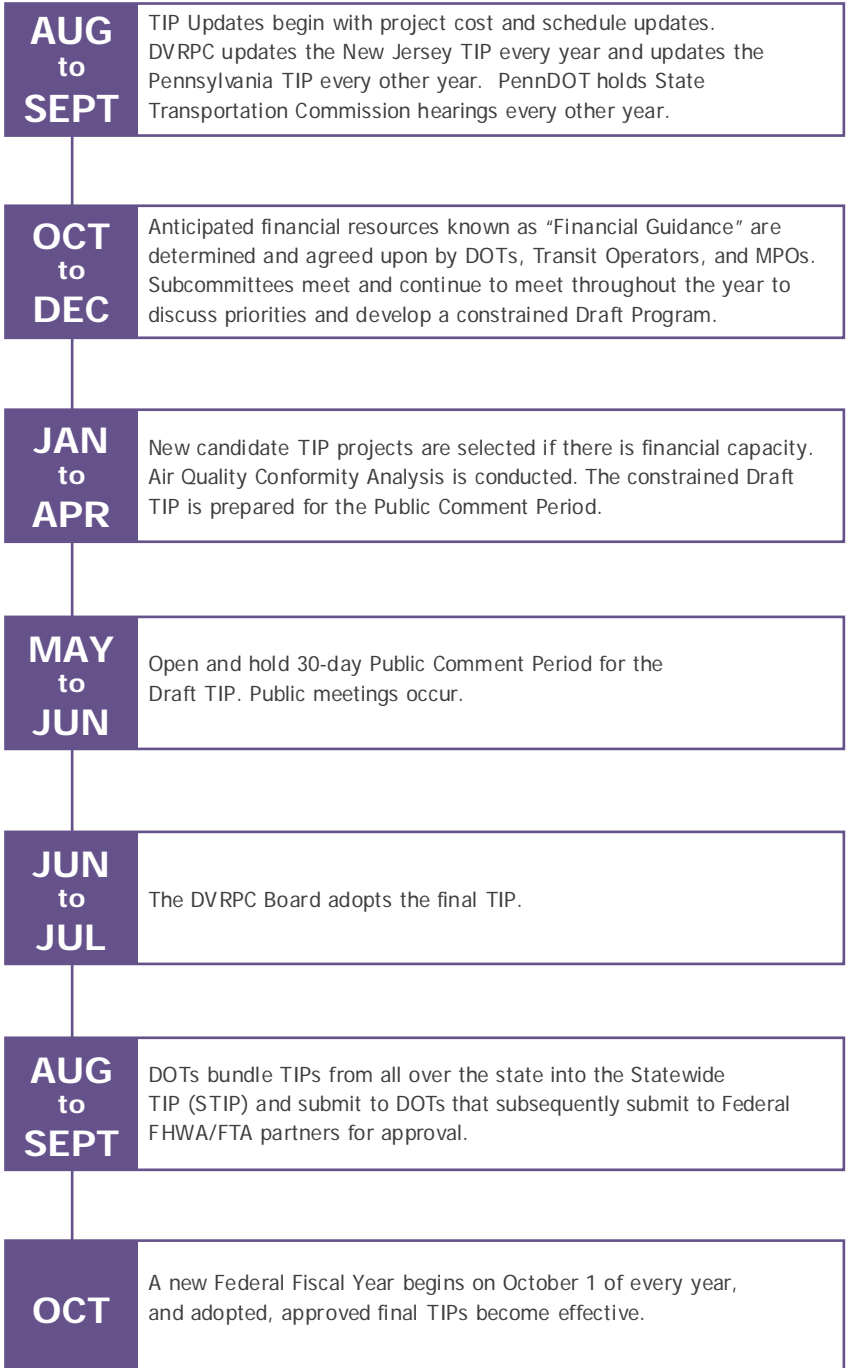 AUG
to
SEPT
TIP Updates begin with project cost and schedule updates.
DVRPC updates the New Jersey TIP every year and updates the
Pennsylvania TIP every other year. PennDOT holds State
Transportation Commission hearings every other year.
OCT
to
DEC
Anticipated financial resources known as “Financial Guidance” are
determined and agreed upon by DOTs, Transit Operators, and MPOs.
Subcommittees meet and continue to meet throughout the year to
discuss priorities and develop a constrained Draft Program.
JAN
to
APR
New candidate TIP projects are selected if there is financial capacity.
Air Quality Conformity Analysis is conducted. The constrained Draft
TIP is prepared for the Public Comment Period.
MAY
to
JUN
Open and hold 30-day Public Comment Period for the
Draft TIP. Public meetings occur.
JUN
to
JUL
The DVRPC Board adopts the final TIP.
AUG
to
SEPT
DOTs bundle TIPs from all over the state into the Statewide
TIP (STIP) and submit to DOTs that subsequently submit to Federal
FHWA/FTA partners for approval.
OCT
A new Federal Fiscal Year begins on October 1 of every year,
and adopted, approved final TIPs become effective.